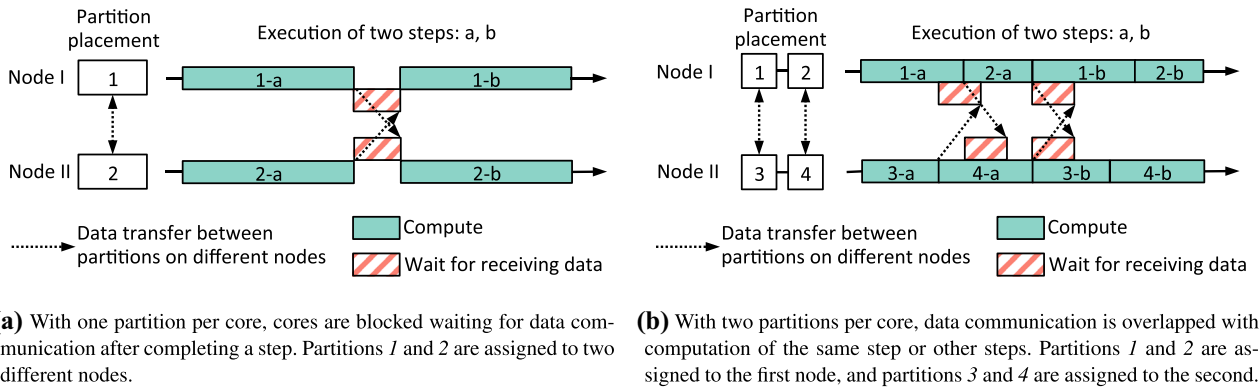 Partition
placement
Execution of two steps: a, b
Node I
1
1-a
1-b
Node II
2
2-a
2-b
Data transfer between
partitions on different nodes
Compute
Wait for receiving data
(a) With one partition per core, cores are blocked waiting for data com-
munication after completing a step. Partitions 1 and 2 are assigned to two
different nodes.
Partition
placement
Execution of two steps: a, b
Node I
1
2
1-a
2-a
1-b
2-b
Node II
3
4
3-a
4-a
3-b
4-b
Data transfer between
partitions on different nodes
Compute
Wait for receiving data
(b) With two partitions per core, data communication is overlapped with
computation of the same step or other steps. Partitions 1 and 2 are as-
signed to the first node, and partitions 3 and 4 are assigned to the second.